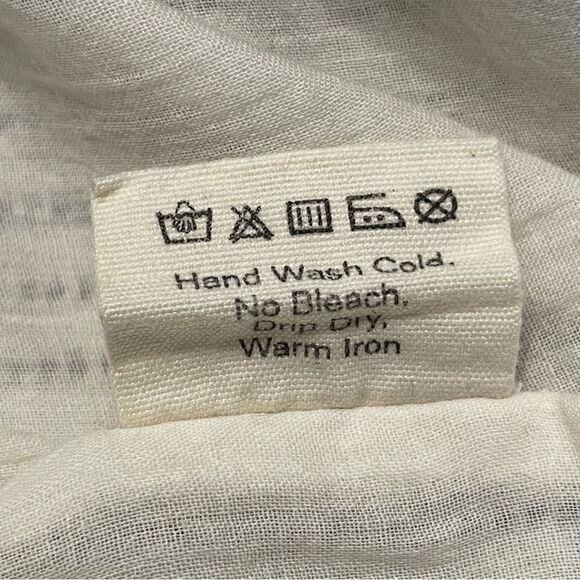 Hand Wash Cold.
No Bleach,
Drip Dry,
Warm Iron